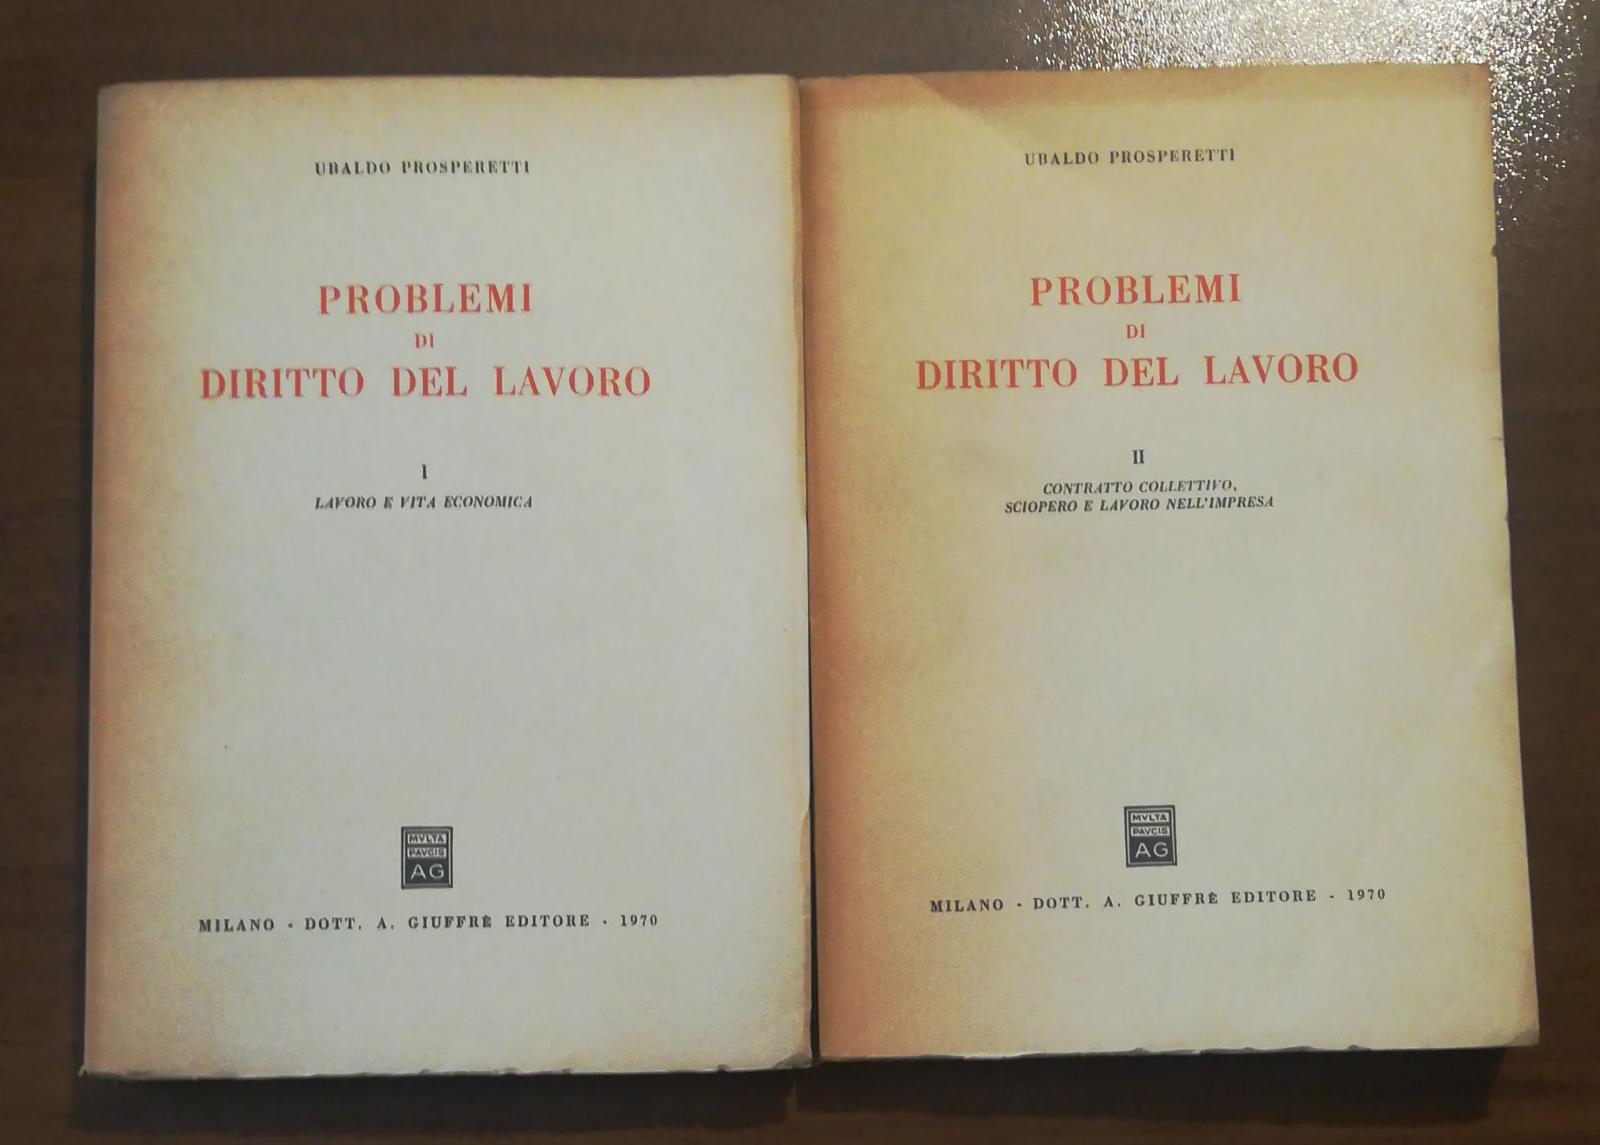 UBALDO PROSPERETTI
PROBLEMI
DI
DIRITTO DEL LAVORO
I
LAVORO E VITA ECONOMICA
MVLTA
PAVCIS
AG
MILANO - DOTT. A. GIUFFRÈ EDITORE - 1970
UBALDO PROSPERETTI
PROBLEMI
DI
DIRITTO DEL LAVORO
II
CONTRATTO COLLETTIVO,
SCIOPERO E LAVORO NELL'IMPRESA
MVLTA
PAVCIS
AG
MILANO - DOTT. A. GIUFFRÈ EDITORE - 1970